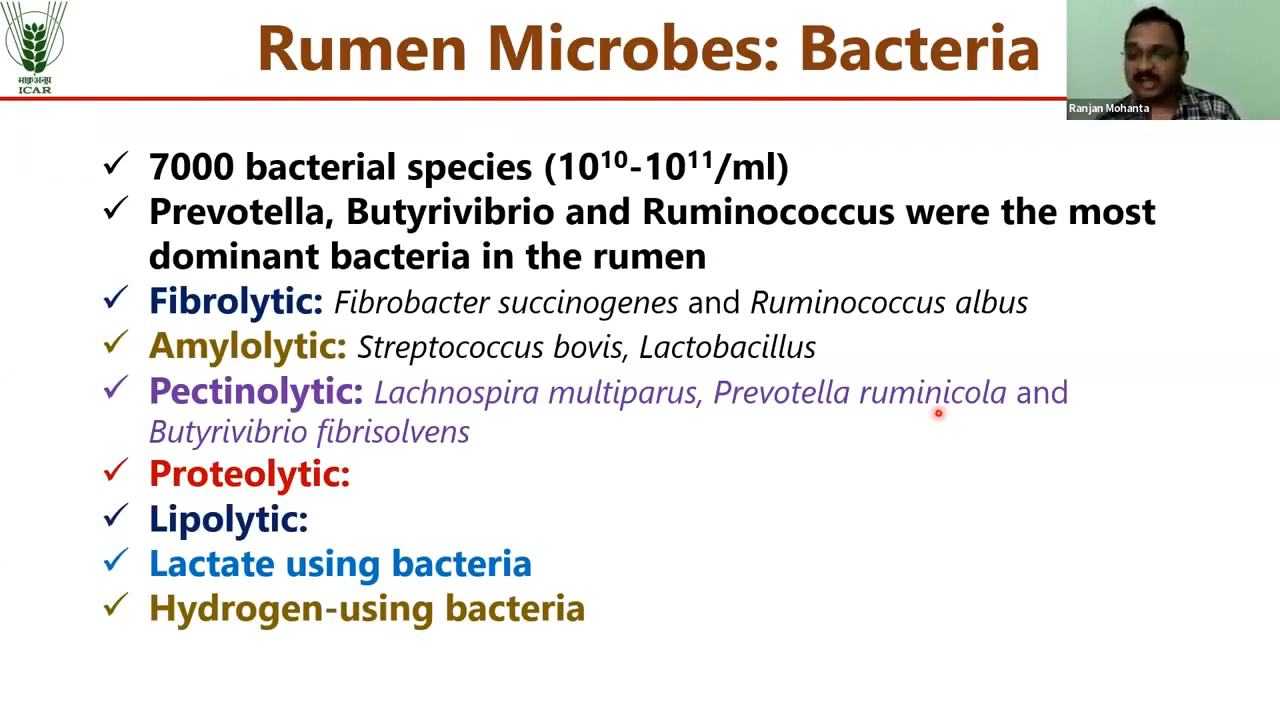 भाकृअनुप
ICAR
Rumen Microbes: Bacteria
Ranjan Mohanta
✓ 7000 bacterial species (10¹⁰-10¹¹/ml)
✓ Prevotella, Butyrivibrio and Ruminococcus were the most
dominant bacteria in the rumen
✓ Fibrolytic: Fibrobacter succinogenes and Ruminococcus albus
✓ Amylolytic: Streptococcus bovis, Lactobacillus
✓ Pectinolytic: Lachnospira multiparus, Prevotella ruminicola and
Butyrivibrio fibrisolvens
✓ Proteolytic:
✓ Lipolytic:
✓ Lactate using bacteria
✓ Hydrogen-using bacteria